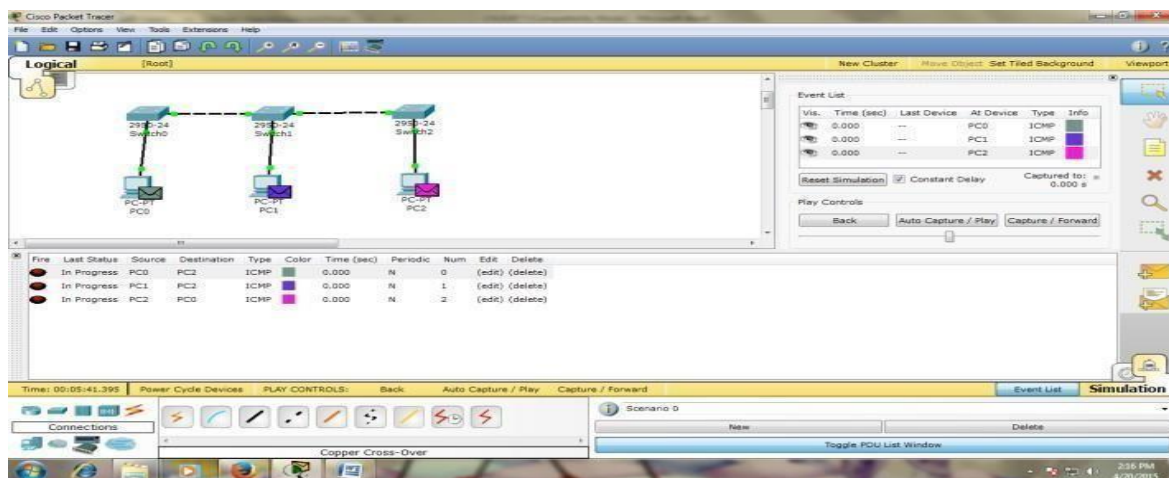 Cisco Packet Tracer
File Edit Options View Tools Extensions Help
Logical [Root] New Cluster Move Object Set Tiled Background Viewport
2950-24
Switch0
2950-24
Switch1
2950-24
Switch2
PC-PT
PC0
PC-PT
PC1
PC-PT
PC2
Event List
Vis. Time (sec) Last Device At Device Type Info
0.000 -- PC0 ICMP
0.000 -- PC1 ICMP
0.000 -- PC2 ICMP
Reset Simulation Constant Delay Captured to:
0.000 s
Play Controls
Back Auto Capture / Play Capture / Forward
Fire Last Status Source Destination Type Color Time (sec) Periodic Num Edit Delete
In Progress PC0 PC2 ICMP 0.000 N 0 (edit) (delete)
In Progress PC1 PC2 ICMP 0.000 N 1 (edit) (delete)
In Progress PC2 PC0 ICMP 0.000 N 2 (edit) (delete)
Time: 00:05:41.395 Power Cycle Devices PLAY CONTROLS: Back Auto Capture / Play Capture / Forward Event List Simulation
Connections
Copper Cross-Over
Scenario 0
New Delete
Toggle PDU List Window
2:16 PM
4/20/2015